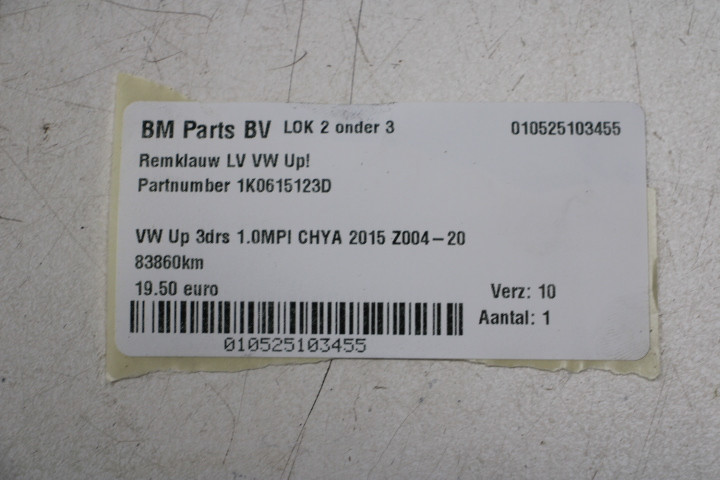 BM Parts BV LOK 2 onder 3 010525103455
Remklauw LV VW Up!
Partnumber 1K0615123D
VW Up 3drs 1.0MPI CHYA 2015 Z004-20
83860km
19.50 euro
Verz: 10
Aantal: 1
010525103455